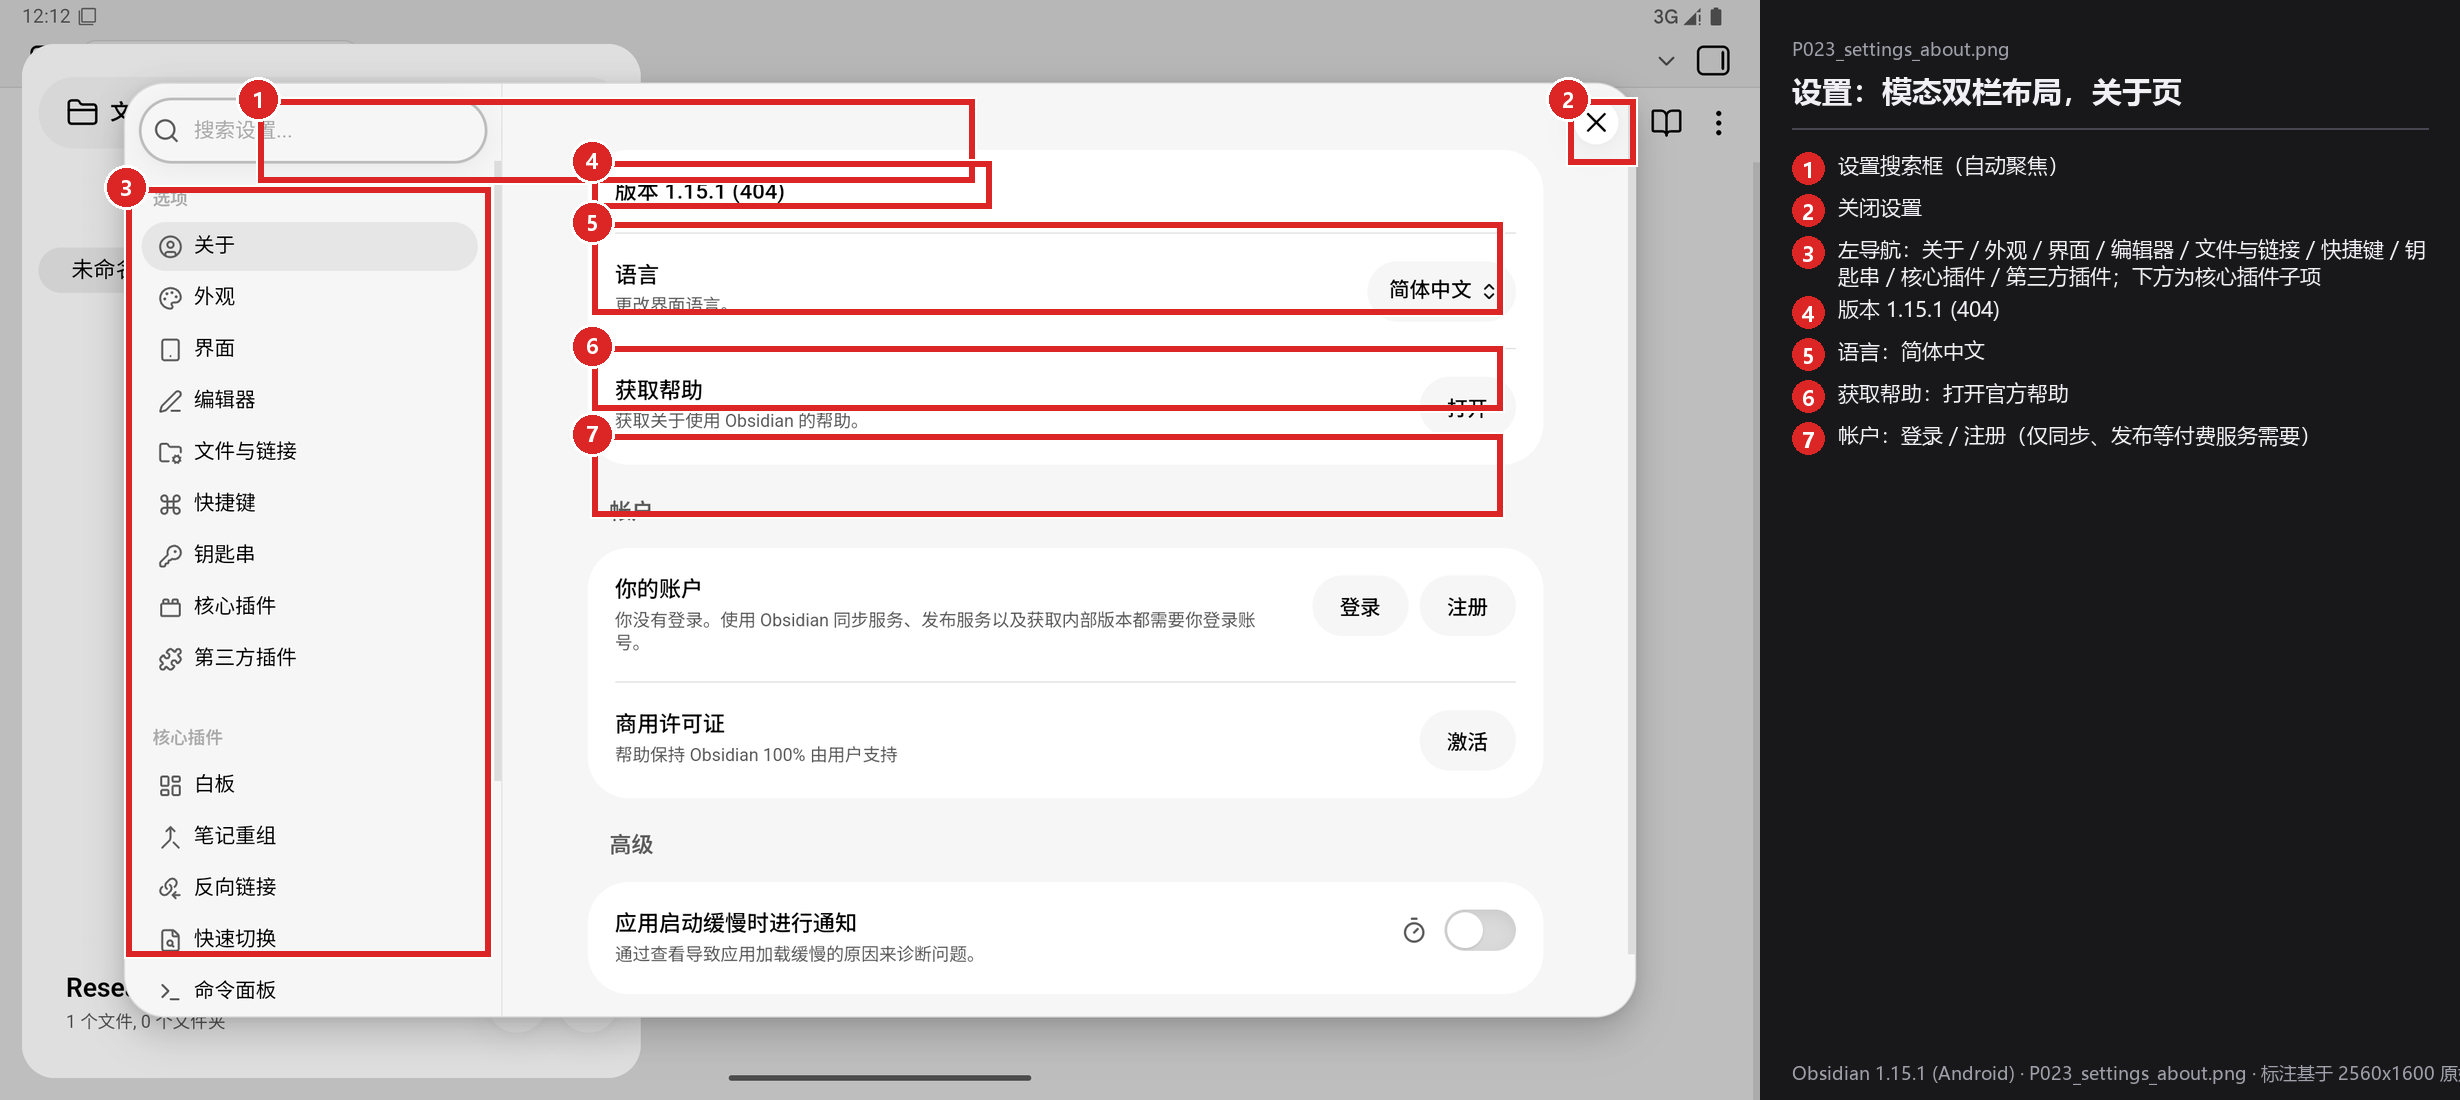 12:12
3G
文
搜索设置...
选项
关于
外观
界面
编辑器
文件与链接
快捷键
钥匙串
核心插件
第三方插件
核心插件
白板
笔记重组
反向链接
快速切换
命令面板
未命名
Rese
1 个文件, 0 个文件夹
1
2
3
4
5
6
7
版本 1.15.1 (404)
语言
更改界面语言。
简体中文
获取帮助
获取关于使用 Obsidian 的帮助。
打开
帐户
你的账户
你没有登录。使用 Obsidian 同步服务、发布服务以及获取内部版本都需要你登录账
号。
登录
注册
商用许可证
帮助保持 Obsidian 100% 由用户支持
激活
高级
应用启动缓慢时进行通知
通过查看导致应用加载缓慢的原因来诊断问题。
P023_settings_about.png
设置：模态双栏布局，关于页
1 设置搜索框（自动聚焦）
2 关闭设置
3 左导航：关于 / 外观 / 界面 / 编辑器 / 文件与链接 / 快捷键 / 钥
匙串 / 核心插件 / 第三方插件；下方为核心插件子项
4 版本 1.15.1 (404)
5 语言：简体中文
6 获取帮助：打开官方帮助
7 帐户：登录 / 注册（仅同步、发布等付费服务需要）
Obsidian 1.15.1 (Android) · P023_settings_about.png · 标注基于 2560x1600 原